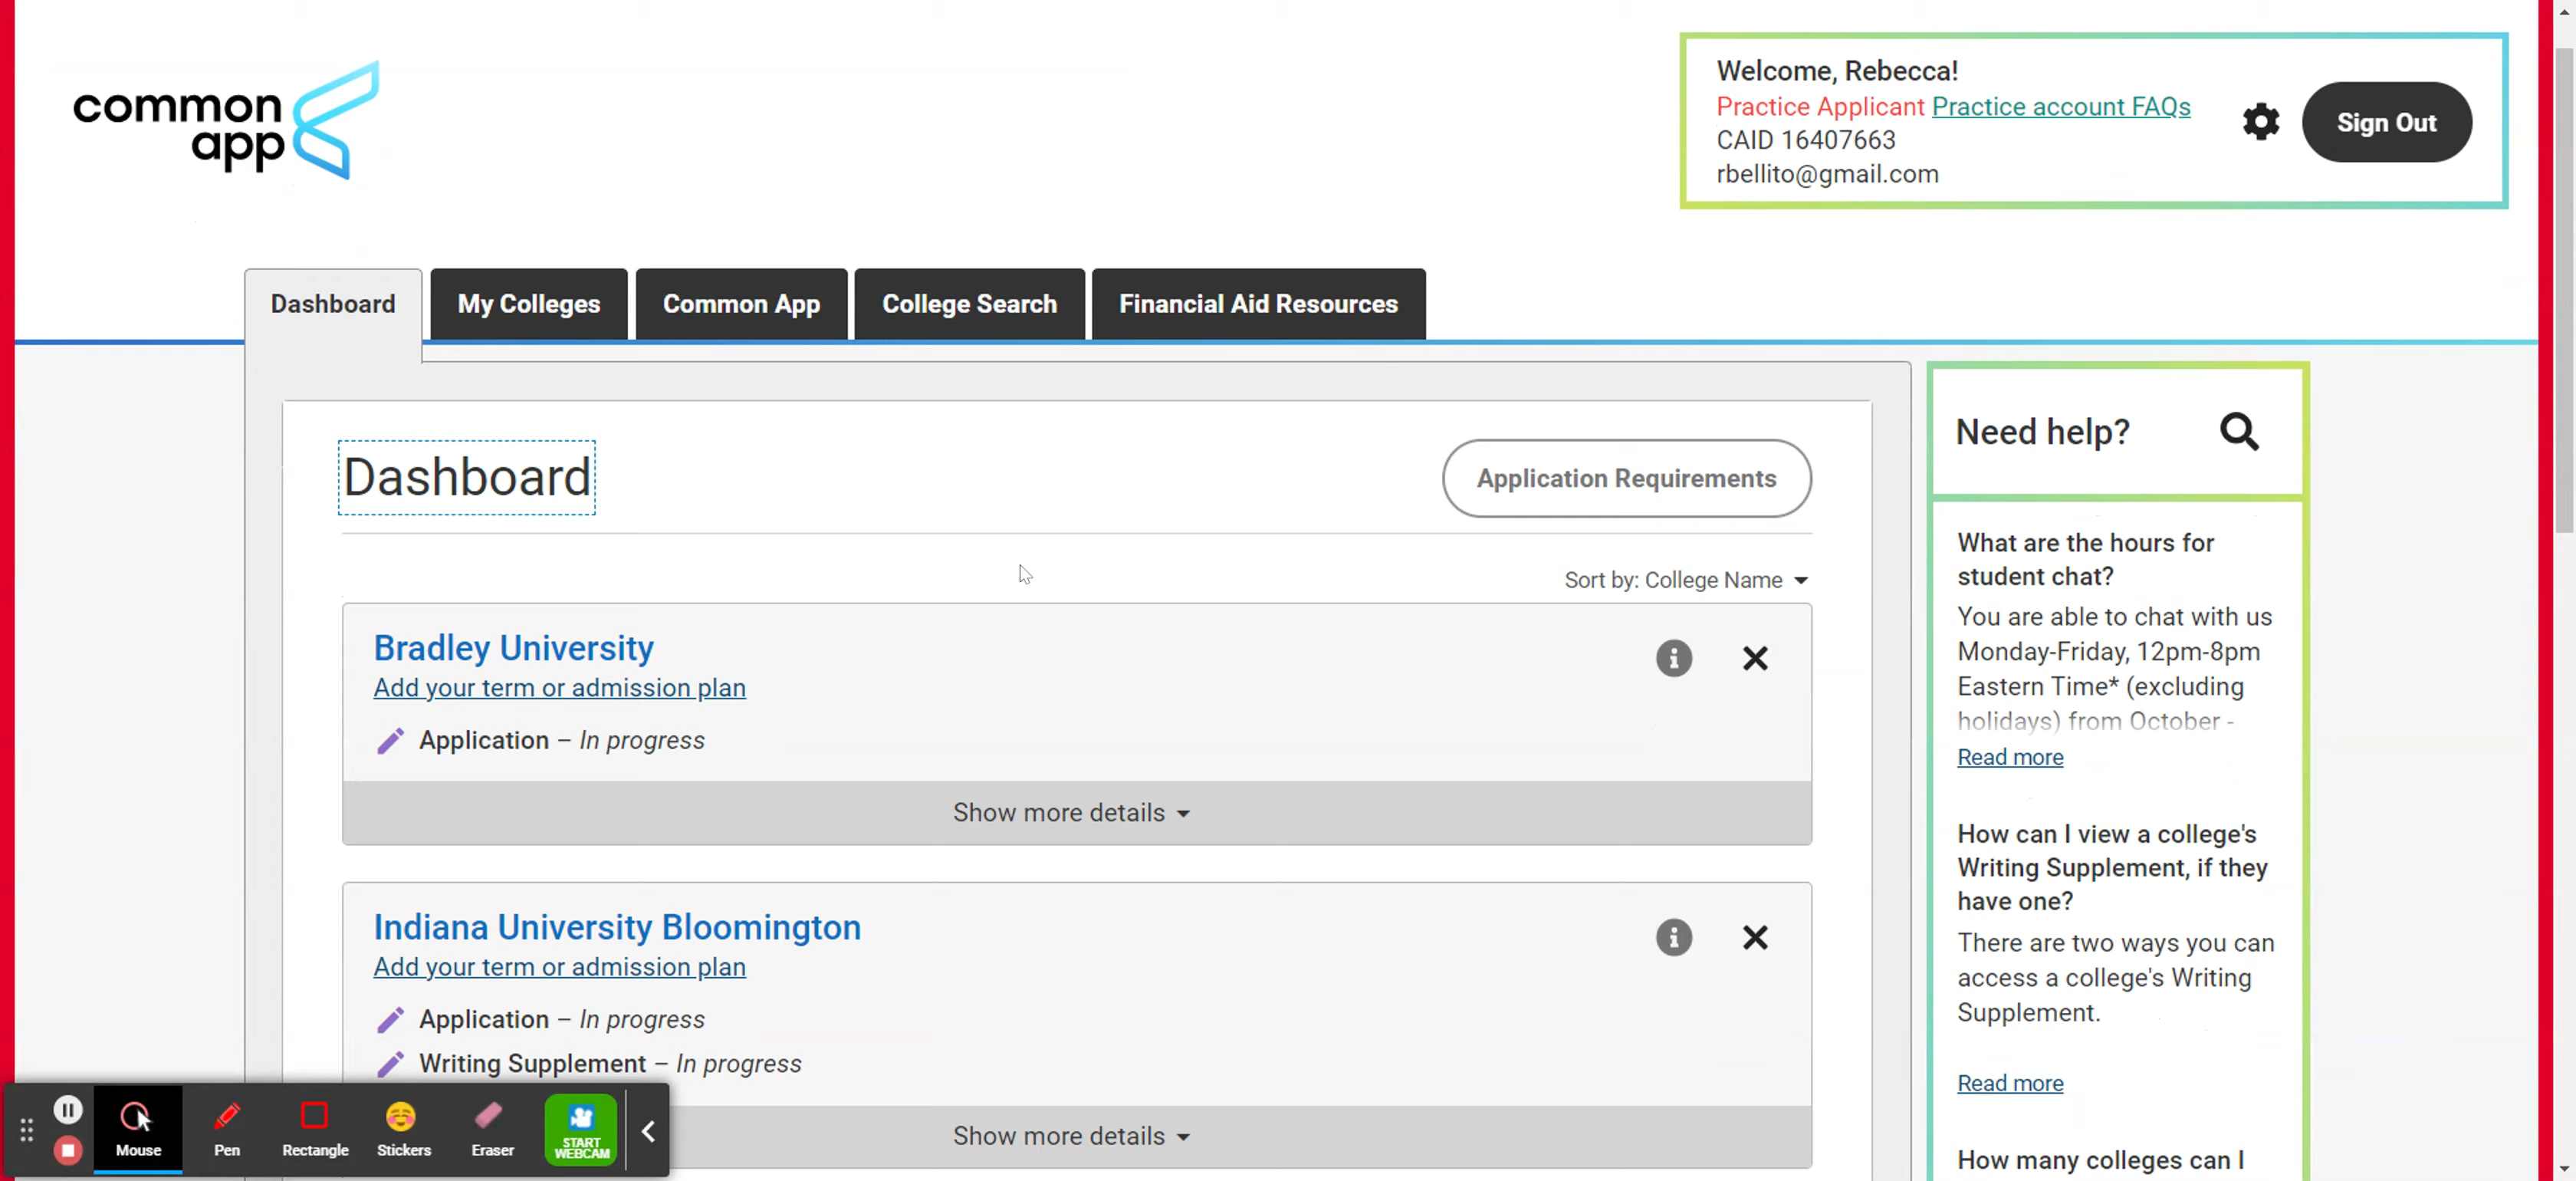 common
app
Welcome, Rebecca!
Practice Applicant Practice account FAQs
CAID 16407663
rbellito@gmail.com
Sign Out
Dashboard
My Colleges
Common App
College Search
Financial Aid Resources
Dashboard
Application Requirements
Sort by: College Name
Bradley University
Add your term or admission plan
Application – In progress
Show more details
Indiana University Bloomington
Add your term or admission plan
Application – In progress
Writing Supplement – In progress
Show more details
Need help?
What are the hours for
student chat?
You are able to chat with us
Monday-Friday, 12pm-8pm
Eastern Time* (excluding
holidays) from October -
Read more
How can I view a college's
Writing Supplement, if they
have one?
There are two ways you can
access a college's Writing
Supplement.
Read more
How many colleges can I
Mouse
Pen
Rectangle
Stickers
Eraser
START
WEBCAM